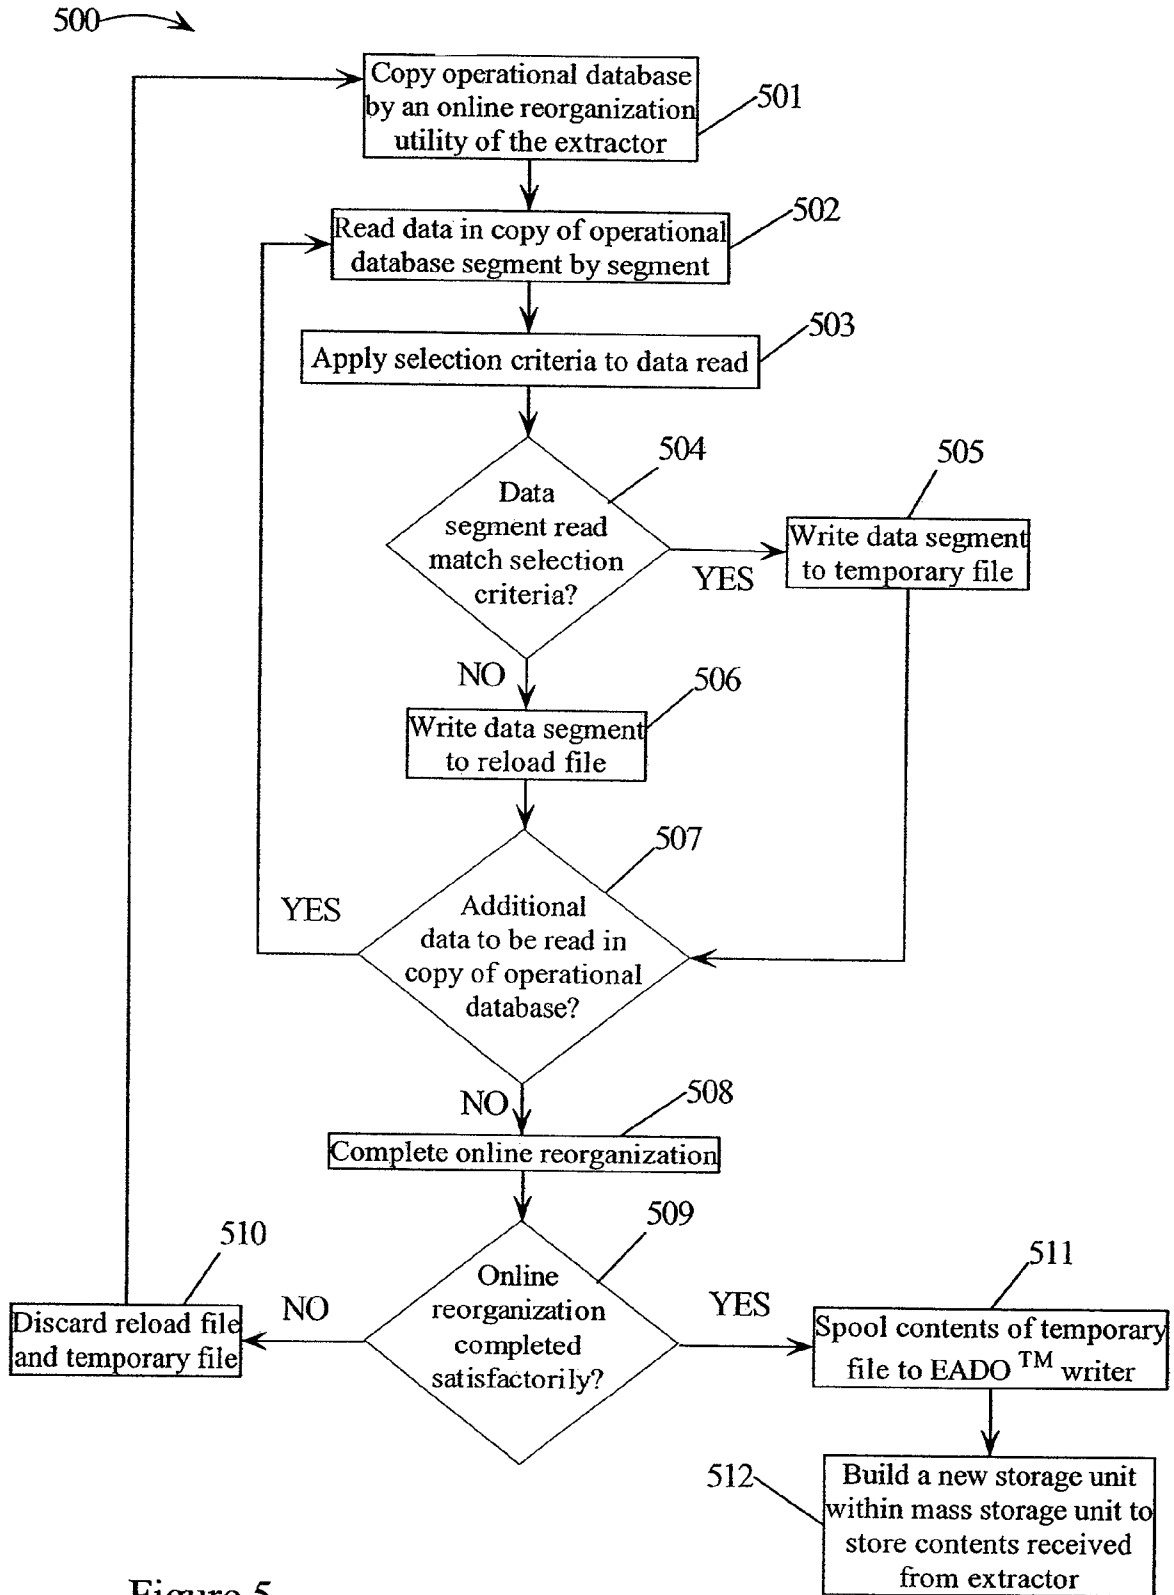 500
Copy operational database
by an online reorganization
utility of the extractor
501
Read data in copy of operational
database segment by segment
502
Apply selection criteria to data read
503
Data
segment read
match selection
criteria?
504
YES
Write data segment
to temporary file
505
NO
Write data segment
to reload file
506
Additional
data to be read in
copy of operational
database?
507
YES
NO
Complete online reorganization
508
Online
reorganization
completed
satisfactorily?
509
NO
Discard reload file
and temporary file
510
YES
Spool contents of temporary
file to EADO™ writer
511
Build a new storage unit
within mass storage unit to
store contents received
from extractor
512
Figure 5